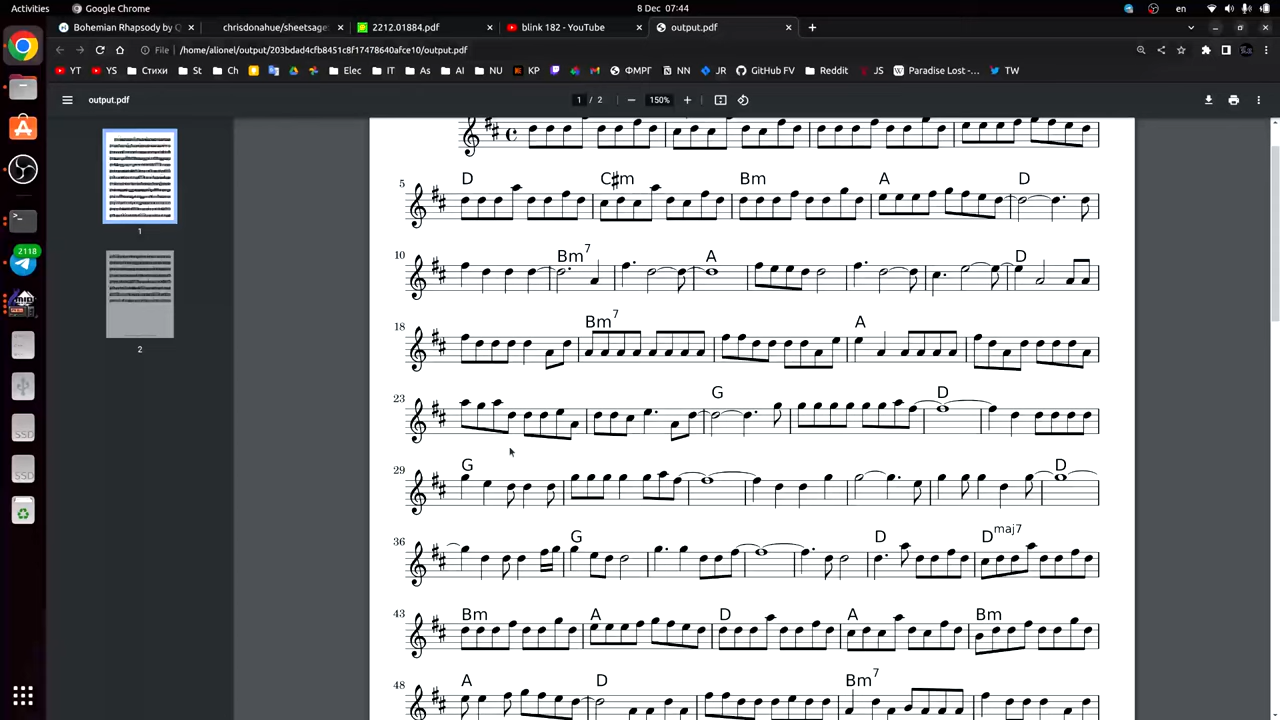 Activities Google Chrome 8 Dec 07:44 en
Bohemian Rhapsody by Q chrisdonahue/sheetsage 2212.01884.pdf blink 182 - YouTube output.pdf
File /home/alionel/output/203bdad4cfb8451c8f17478640afce10/output.pdf
YT YS Стихи St Ch Elec IT As AI NU KP ФМРГ NN JR GitHub FV Reddit JS Paradise Lost -... TW
output.pdf 1 / 2 150%
5 D C#m Bm A D
1
10 Bm7 A D
2118
18 Bm7 A
2
23 G D
29 G D
36 G D Dmaj7
43 Bm A D A Bm
48 A D Bm7
SSD
SSD